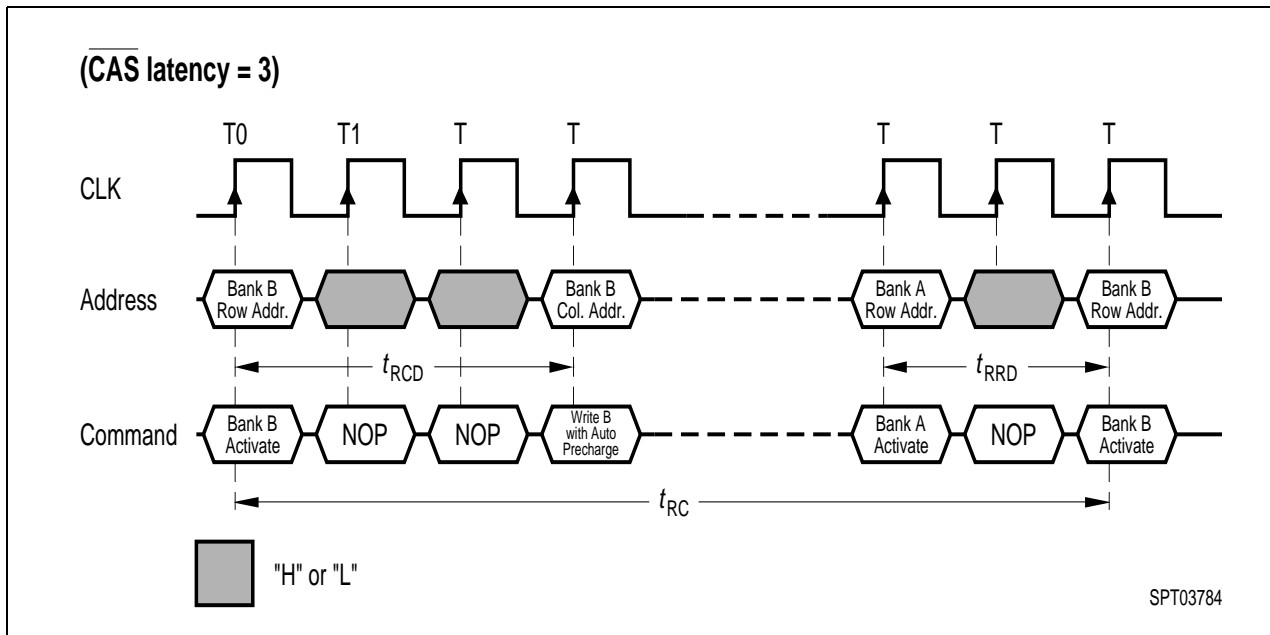 (CAS latency = 3)
T0 T1 T T T T T
CLK
Address
Bank B
Row Addr.
Bank B
Col. Addr.
Bank A
Row Addr.
Bank B
Row Addr.
tRCD
tRRD
Command
Bank B
Activate
NOP
NOP
Write B
with Auto
Precharge
Bank A
Activate
NOP
Bank B
Activate
tRC
"H" or "L"
SPT03784